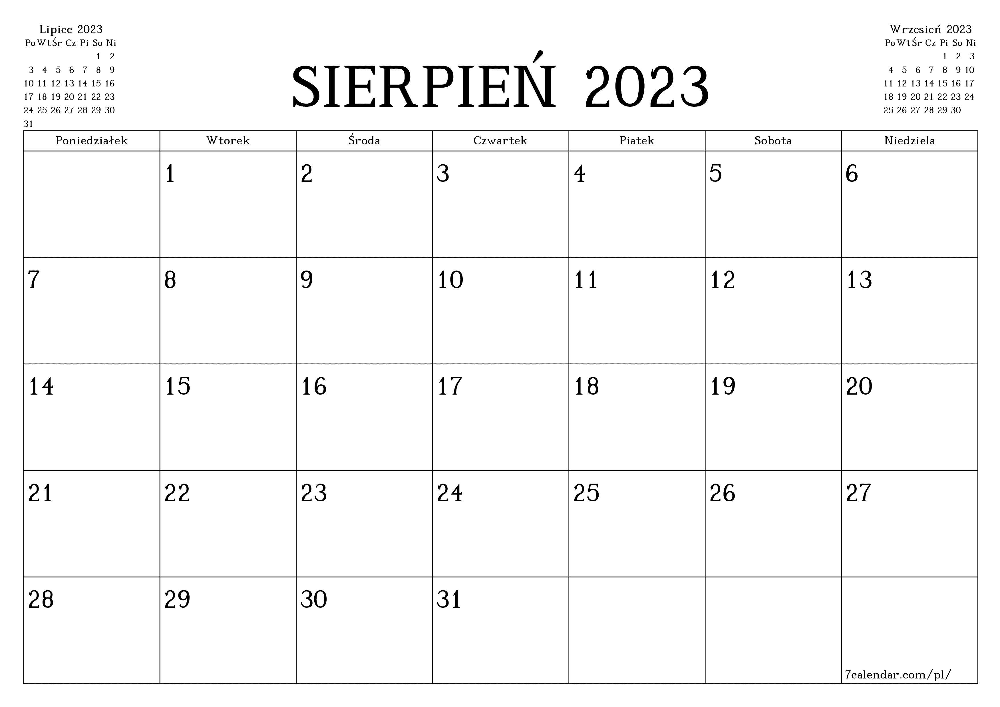 Lipiec 2023
Po Wt Śr Cz Pi So Ni
1 2
3 4 5 6 7 8 9
10 11 12 13 14 15 16
17 18 19 20 21 22 23
24 25 26 27 28 29 30
31
SIERPIEŃ 2023
Wrzesień 2023
Po Wt Śr Cz Pi So Ni
1 2 3
4 5 6 7 8 9 10
11 12 13 14 15 16 17
18 19 20 21 22 23 24
25 26 27 28 29 30
Poniedziałek Wtorek Środa Czwartek Piatek Sobota Niedziela
1 2 3 4 5 6
7 8 9 10 11 12 13
14 15 16 17 18 19 20
21 22 23 24 25 26 27
28 29 30 31
7calendar.com/pl/